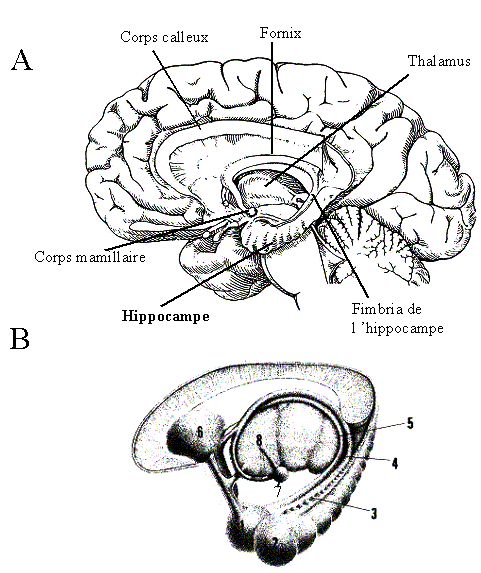 A
Corps calleux
Fornix
Thalamus
Corps mamillaire
Hippocampe
Fimbria de
l 'hippocampe
B
6
8
7
5
4
3
2